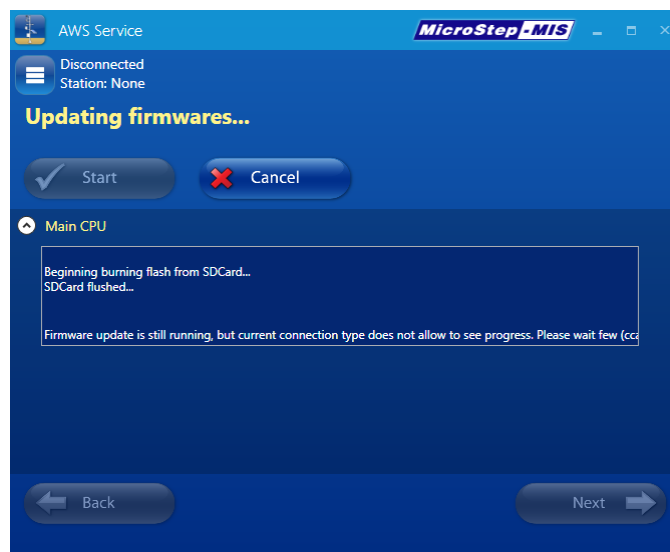 AWS Service
MicroStep-MIS
Disconnected
Station: None
Updating firmwares...
Start
Cancel
Main CPU
Beginning burning flash from SDCard...
SDCard flushed...
Firmware update is still running, but current connection type does not allow to see progress. Please wait few
Back
Next